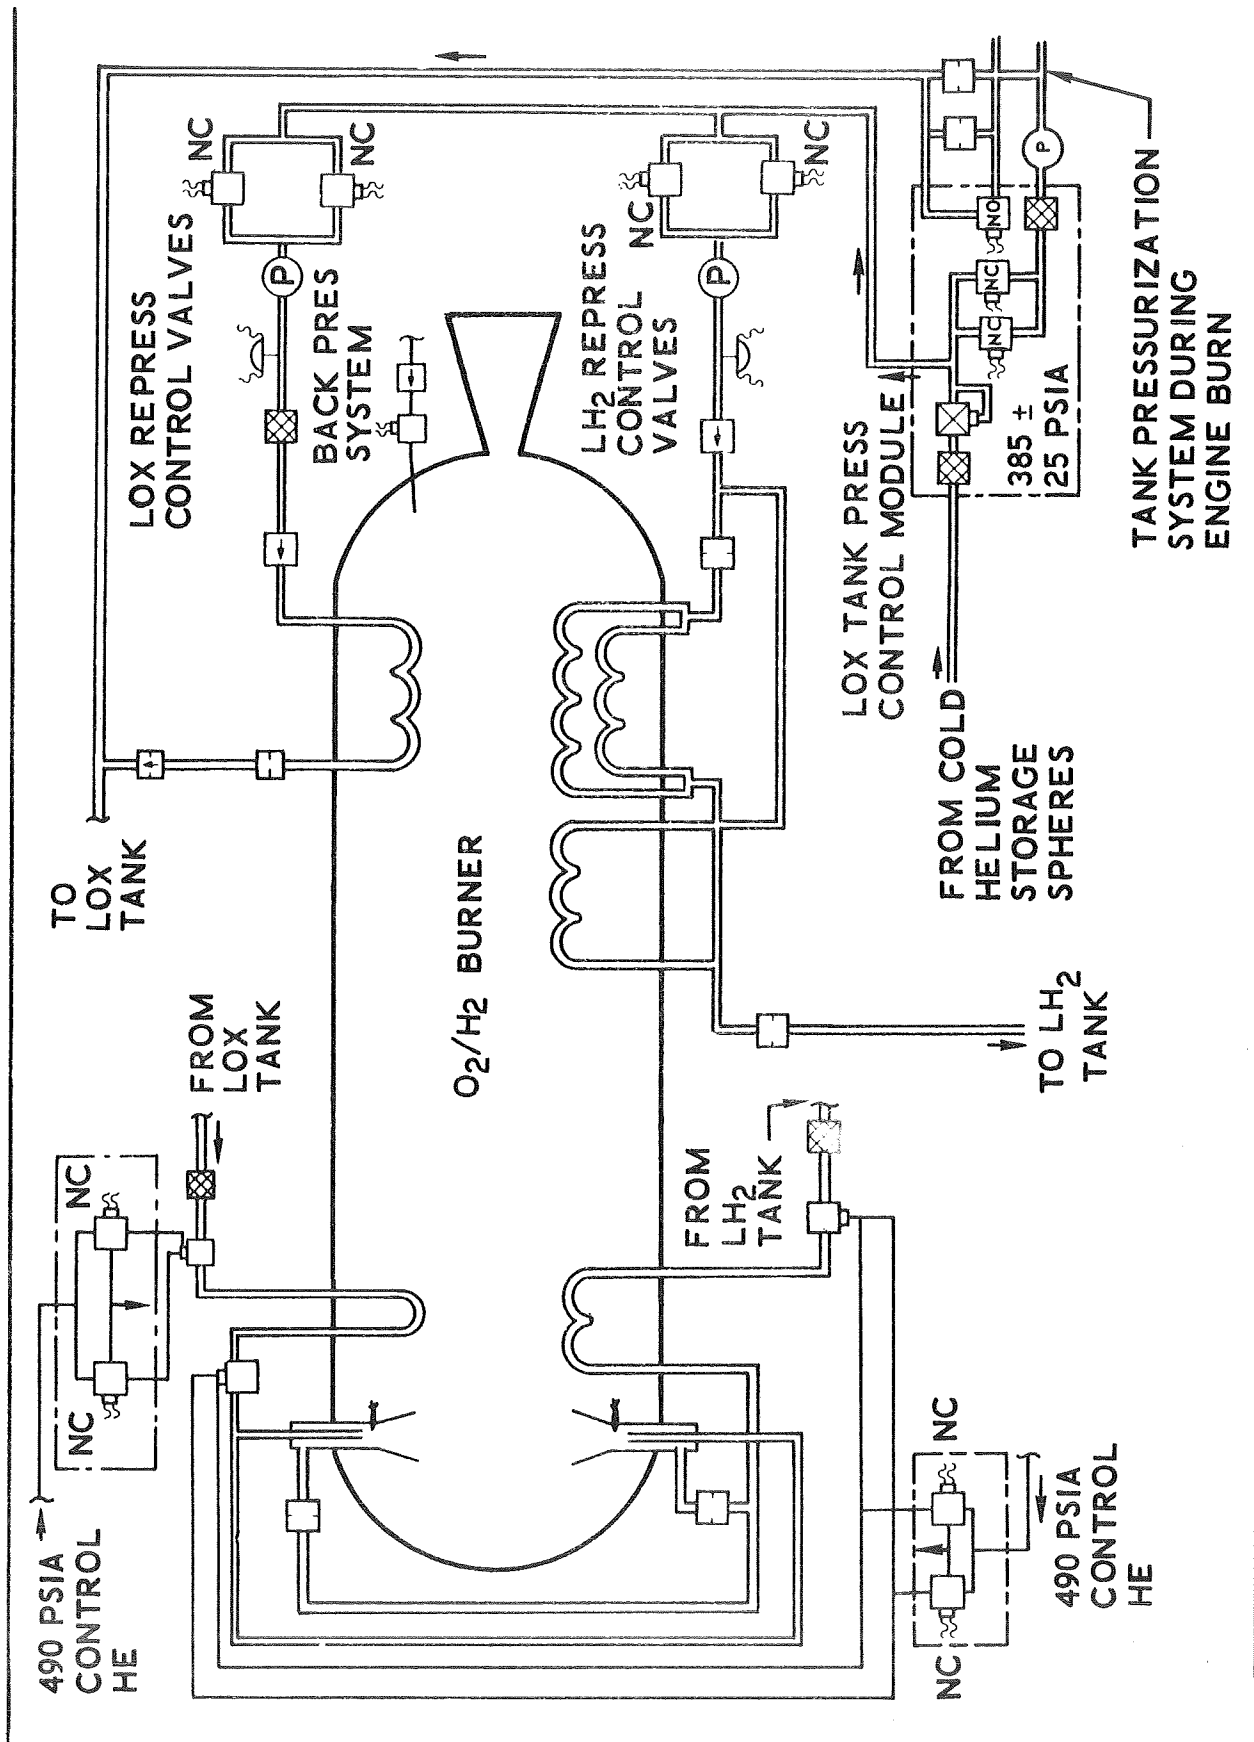 490 PSIA
CONTROL
HE
NC
NC
FROM
LOX
TANK
TO
LOX
TANK
LOX REPRESS
CONTROL VALVES
NC
NC
P
BACK PRES
SYSTEM
O2/H2 BURNER
LH2 REPRESS
CONTROL
VALVES
NC
NC
P
FROM
LH2
TANK
LOX TANK PRESS
CONTROL MODULE
385 ±
25 PSIA
NC
NC
NO
P
NC
NC
490 PSIA
CONTROL
HE
TO LH2
TANK
FROM COLD
HELIUM
STORAGE
SPHERES
TANK PRESSURIZATION
SYSTEM DURING
ENGINE BURN